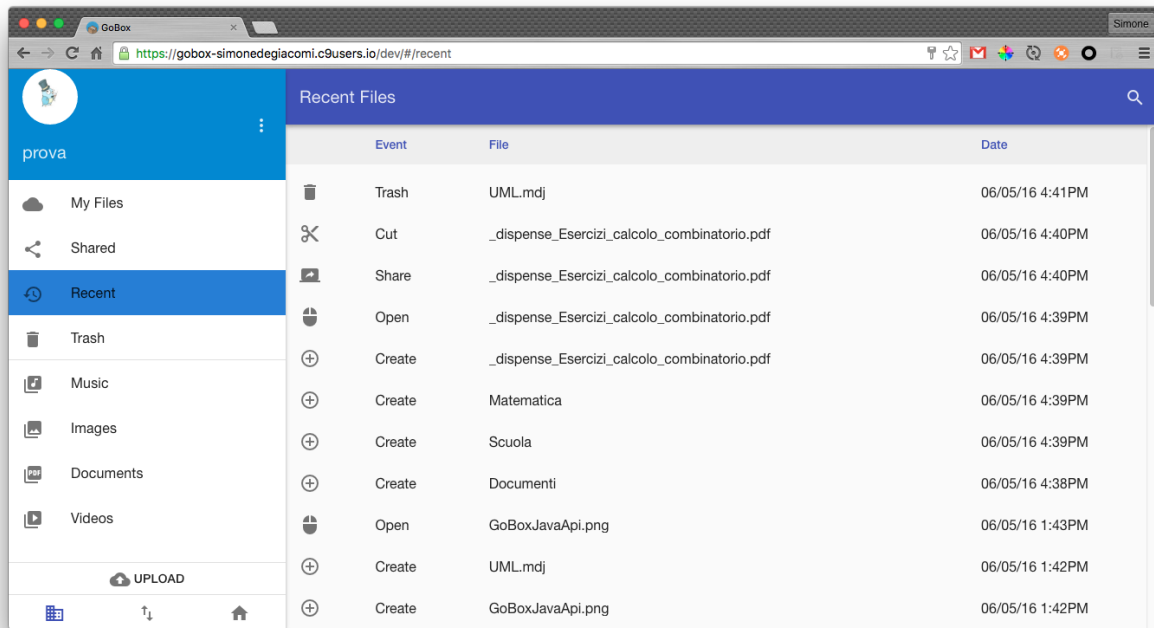 GoBox
Simone
https://gobox-simonedegiacomi.c9users.io/dev/#/recent
prova
My Files
Shared
Recent
Trash
Music
Images
PDF
Documents
Videos
UPLOAD
Recent Files
Event File Date
Trash UML.mdj 06/05/16 4:41PM
Cut _dispense_Esercizi_calcolo_combinatorio.pdf 06/05/16 4:40PM
Share _dispense_Esercizi_calcolo_combinatorio.pdf 06/05/16 4:40PM
Open _dispense_Esercizi_calcolo_combinatorio.pdf 06/05/16 4:39PM
Create _dispense_Esercizi_calcolo_combinatorio.pdf 06/05/16 4:39PM
Create Matematica 06/05/16 4:39PM
Create Scuola 06/05/16 4:39PM
Create Documenti 06/05/16 4:38PM
Open GoBoxJavaApi.png 06/05/16 1:43PM
Create UML.mdj 06/05/16 1:42PM
Create GoBoxJavaApi.png 06/05/16 1:42PM